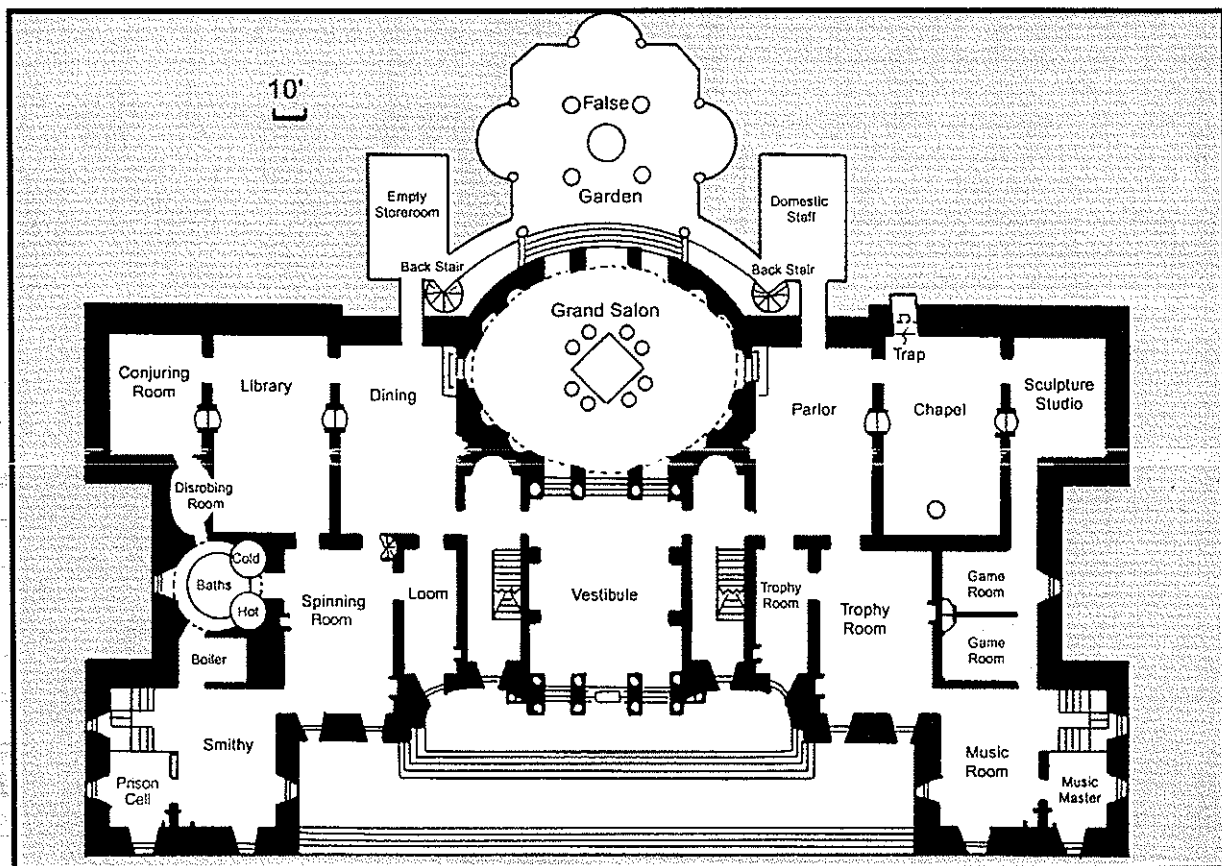 10'
False
Garden
Empty
Storeroom
Domestic
Staff
Back Stair
Back Stair
Grand Salon
Conjuring
Room
Library
Dining
Parlor
Trap
Chapel
Sculpture
Studio
Disrobing
Room
Cold
Baths
Hot
Boiler
Spinning
Room
Loom
Vestibule
Trophy
Room
Trophy
Room
Game
Room
Game
Room
Smithy
Prison
Cell
Music
Room
Music
Master